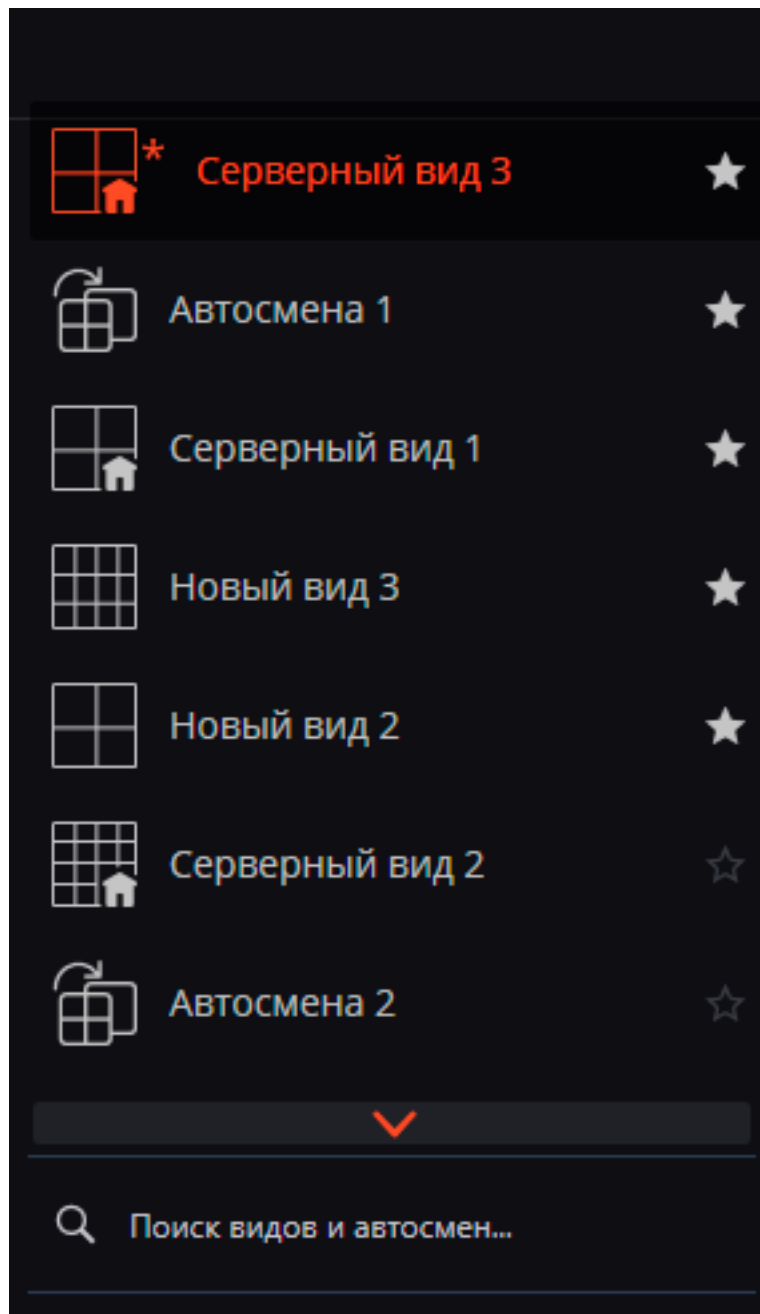 * Серверный вид 3
Автосмена 1
Серверный вид 1
Новый вид 3
Новый вид 2
Серверный вид 2
Автосмена 2
Поиск видов и автосмен...